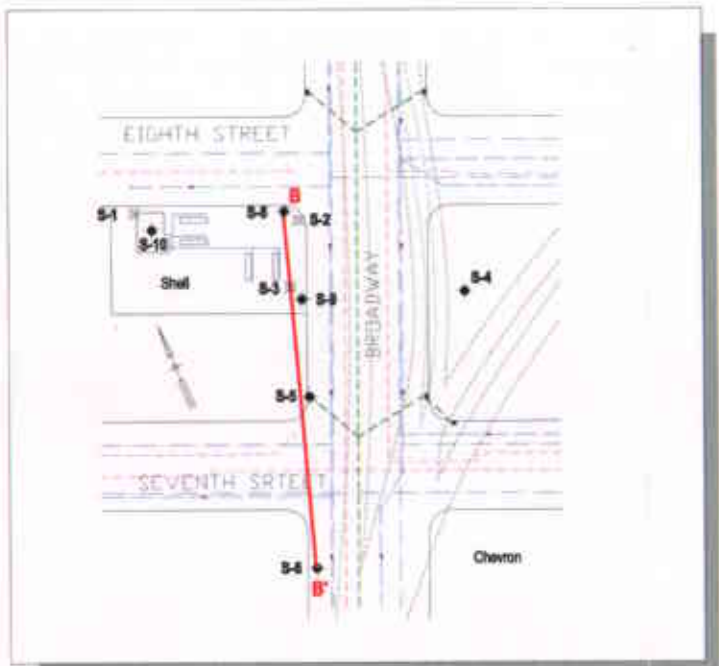 EIGHTH STREET
B
S-1
S-8
S-2
S-10
Shell
S-3
S-9
S-4
BROADWAY
S-5
SEVENTH SRTEET
S-6
B'
Chevron